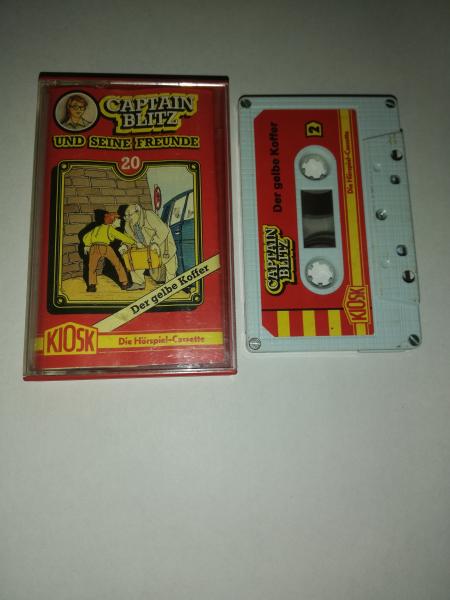 CAPTAIN
BLITZ
UND SEINE FREUNDE
20
Der gelbe Koffer
KIOSK
Die Hörspiel-Cassette
CAPTAIN
BLITZ
Der gelbe Koffer
2
KIOSK
Die Hörspiel-Cassette